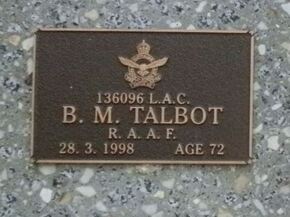 136096 L.A.C.
B. M. TALBOT
R. A. A. F.
28. 3. 1998 AGE 72